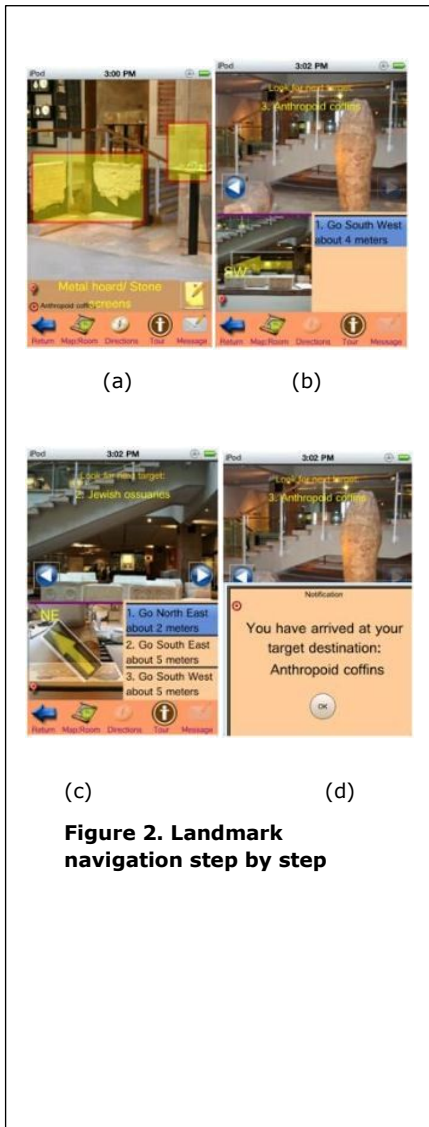 iPod 3:00 PM
Metal hoard/ Stone
screens
Anthropoid coffins
Return Map:Room Directions Tour Message
(a)
iPod 3:02 PM
Look for next target:
3. Anthropoid coffins
SW
1. Go South West
about 4 meters
Return Map:Room Directions Tour Message
(b)
iPod 3:02 PM
Look for next target:
2. Jewish ossuaries
NE
1. Go North East
about 2 meters
2. Go South East
about 5 meters
3. Go South West
about 5 meters
Return Map:Room Directions Tour Message
(c)
iPod 3:02 PM
Look for next target:
3. Anthropoid coffins
Notification
You have arrived at your
target destination:
Anthropoid coffins
OK
(d)
Figure 2. Landmark
navigation step by step